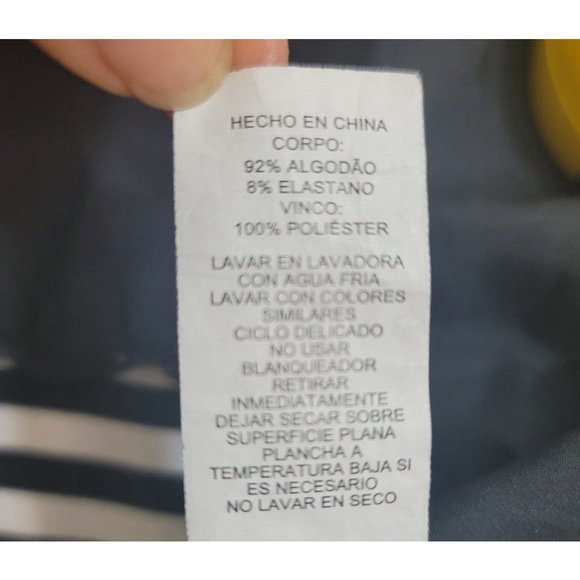 HECHO EN CHINA
CORPO:
92% ALGODÃO
8% ELASTANO
VINCO:
100% POLIÉSTER
LAVAR EN LAVADORA
CON AGUA FRIA
LAVAR CON COLORES
SIMILARES
CICLO DELICADO
NO USAR
BLANQUEADOR
RETIRAR
INMEDIATAMENTE
DEJAR SECAR SOBRE
SUPERFICIE PLANA
PLANCHA A
TEMPERATURA BAJA SI
ES NECESARIO
NO LAVAR EN SECO